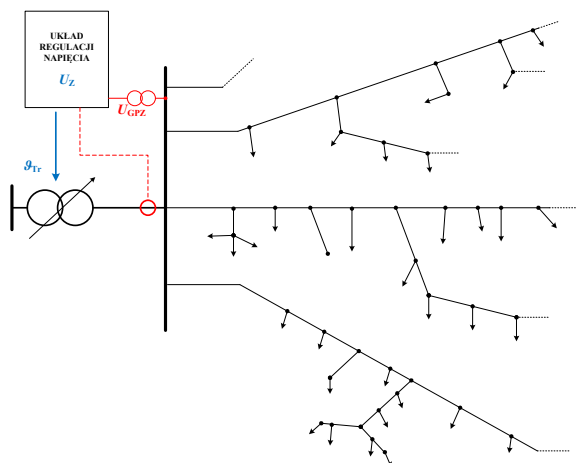 UKŁAD
REGULACJI
NAPIĘCIA
U_Z
U_GPZ
ϑ_Tr